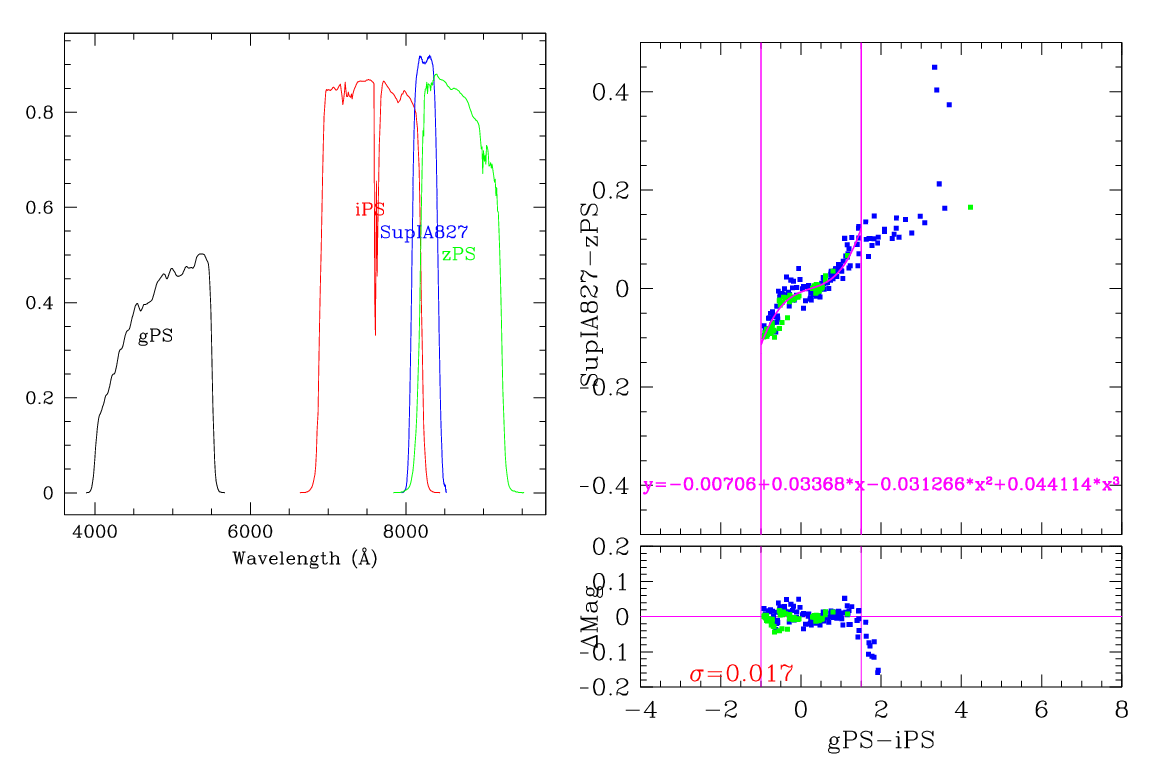 0.8
0.6
0.4
0.2
0
iPS
SupIA827
zPS
gPS
4000
6000
8000
Wavelength (Å)
0.4
0.2
0
-0.2
-0.4
SupIA827-zPS
y=-0.00706+0.03368*x-0.031266*x²+0.044114*x³
0.2
0.1
0
-0.1
-0.2
ΔMag
σ=0.017
-4
-2
0
2
4
6
8
gPS-iPS